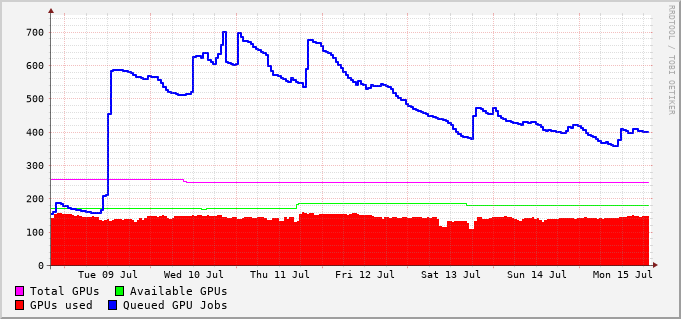 700
600
500
400
300
200
100
0
Tue 09 Jul Wed 10 Jul Thu 11 Jul Fri 12 Jul Sat 13 Jul Sun 14 Jul Mon 15 Jul
Total GPUs Available GPUs
GPUs used Queued GPU Jobs
RRDTOOL / TOBI OETIKER